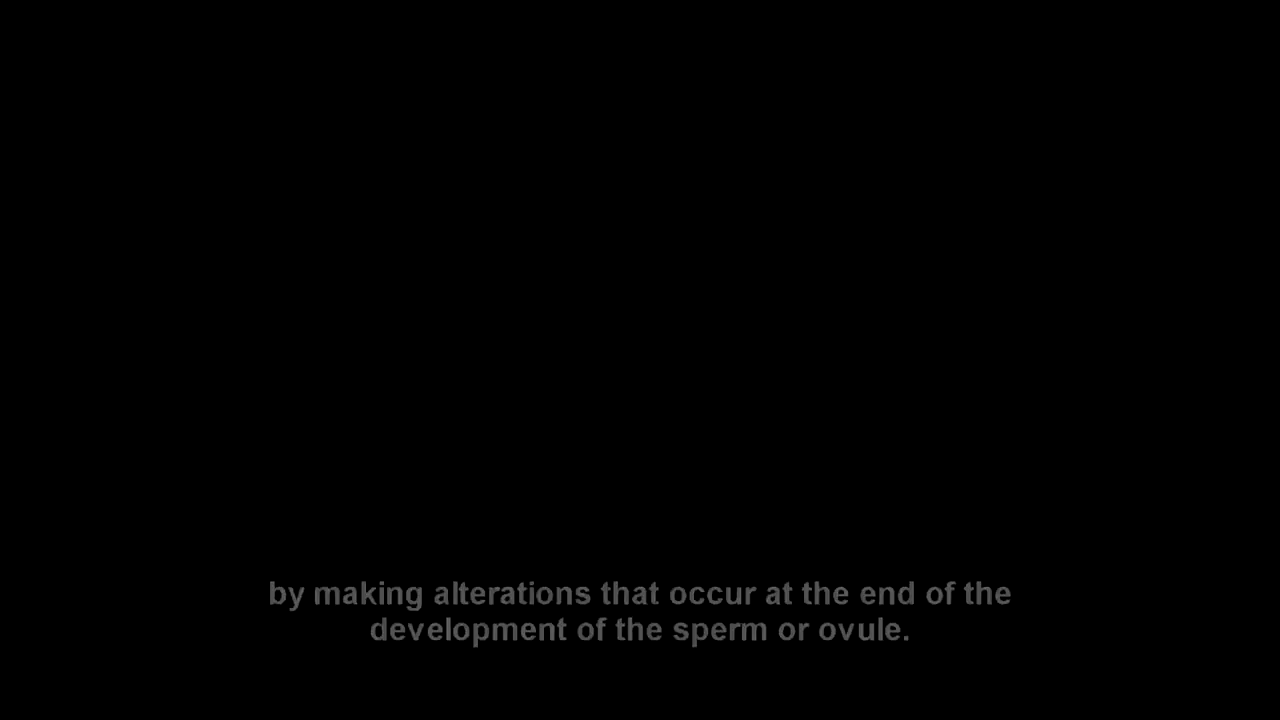 by making alterations that occur at the end of the
development of the sperm or ovule.